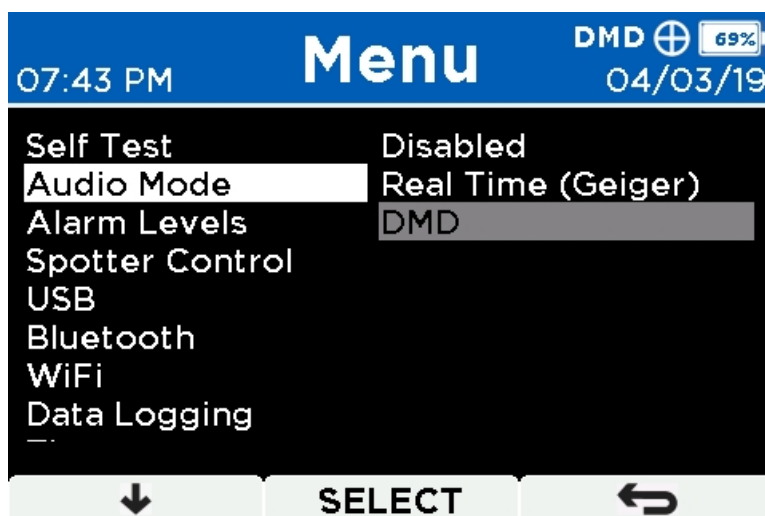 DMD 69%
07:43 PM Menu 04/03/19
Self Test Disabled
Audio Mode Real Time (Geiger)
Alarm Levels DMD
Spotter Control
USB
Bluetooth
WiFi
Data Logging
SELECT